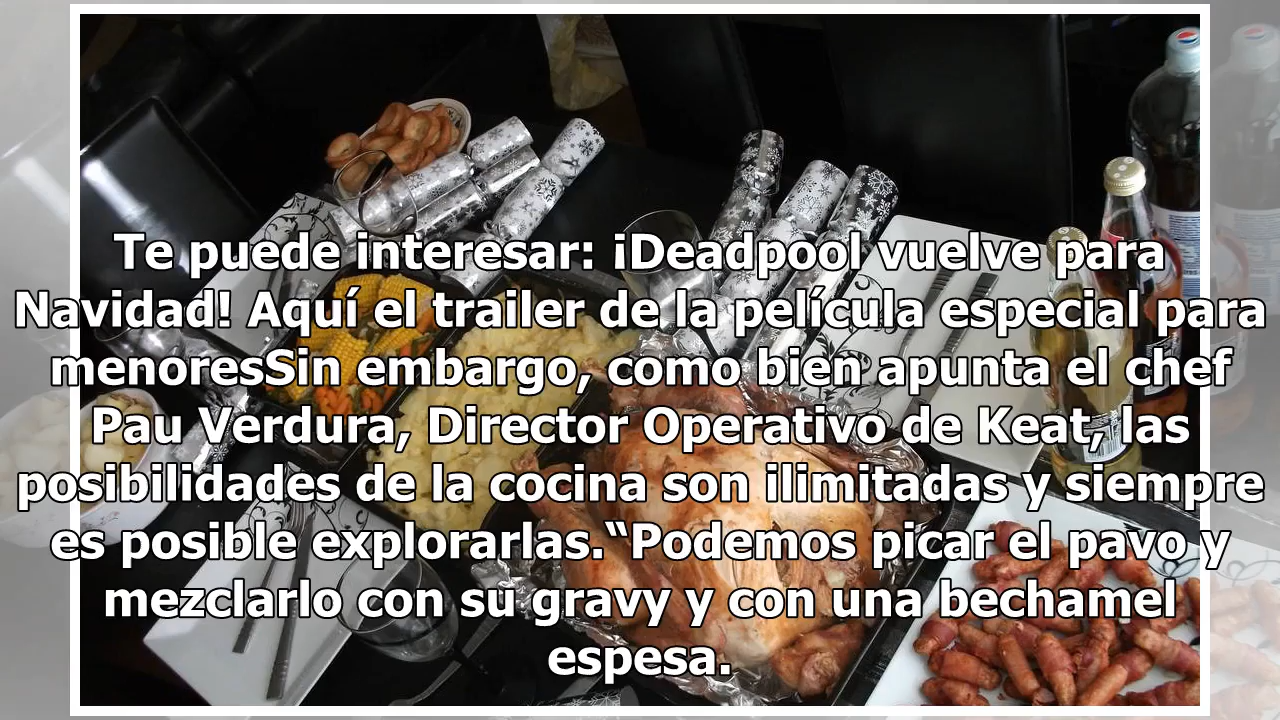 Te puede interesar: ¡Deadpool vuelve para
Navidad! Aquí el trailer de la película especial para
menoresSin embargo, como bien apunta el chef
Pau Verdura, Director Operativo de Keat, las
posibilidades de la cocina son ilimitadas y siempre
es posible explorarlas.“Podemos picar el pavo y
mezclarlo con su gravy y con una bechamel
espesa.